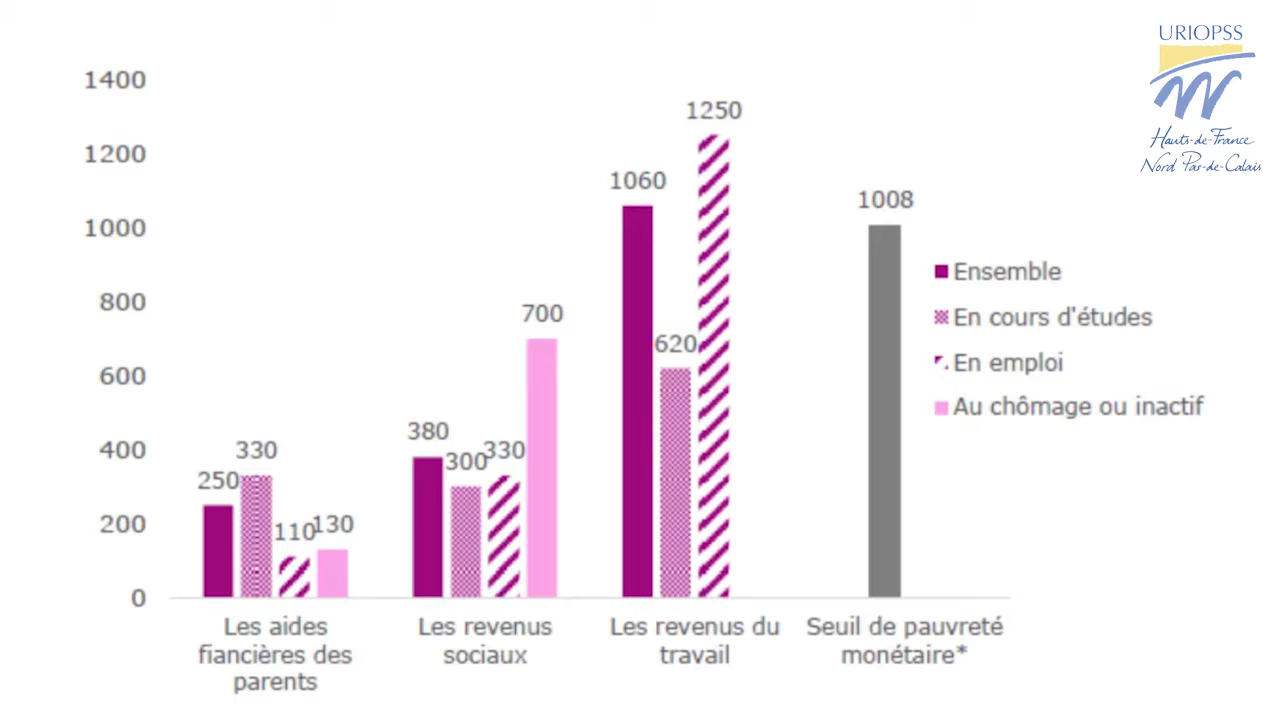 URIOPSS
Hauts-de-France
Nord Pas-de-Calais
1400
1200
1000
800
600
400
200
0
250
330
110
130
380
300
330
700
1060
620
1250
1008
Ensemble
En cours d'études
En emploi
Au chômage ou inactif
Les aides
fiancières des
parents
Les revenus
sociaux
Les revenus du
travail
Seuil de pauvreté
monétaire*